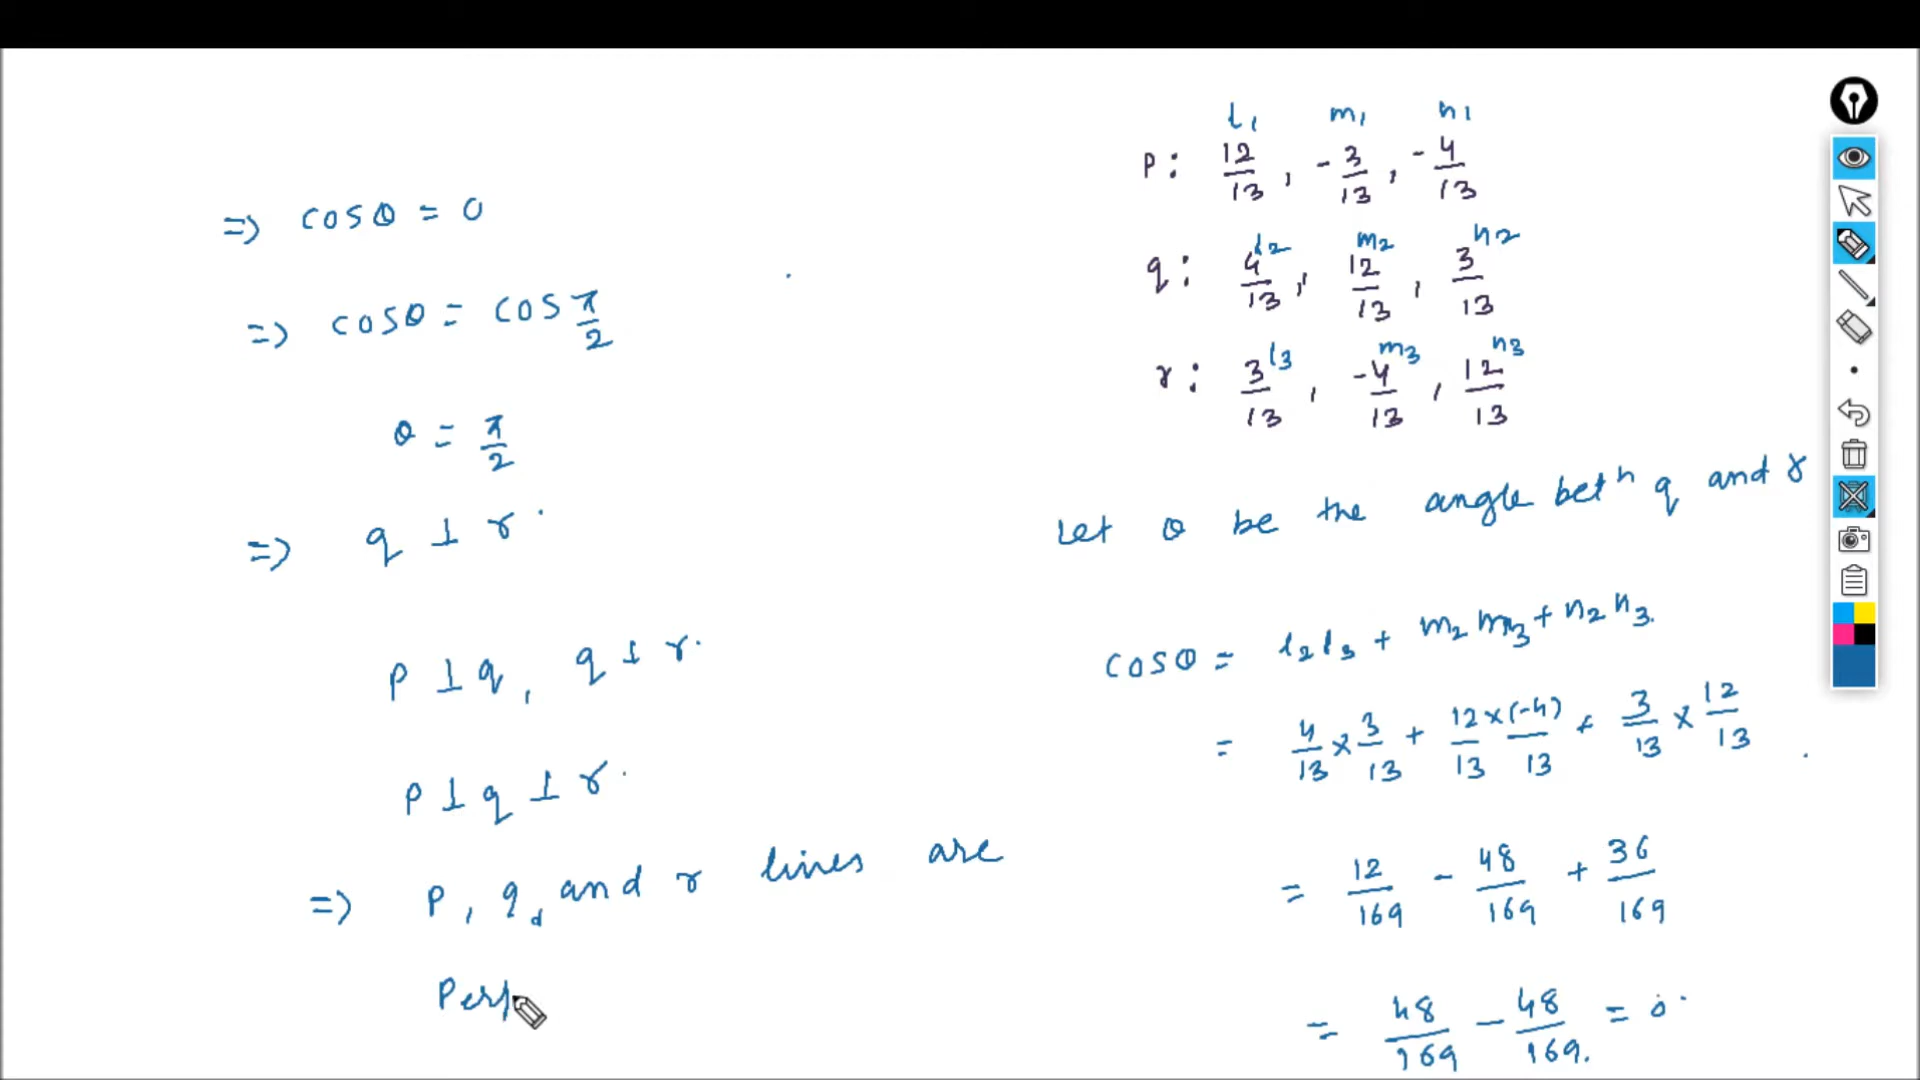 l₁ m₁ n₁
p : 12/13 , -3/13 , -4/13
l₂ m₂ n₂
q : 4/13 , 12/13 , 3/13
l₃ m₃ n₃
r : 3/13 , -4/13 , 12/13
Let θ be the angle betⁿ q and r
cosθ = l₂l₃ + m₂m₃ + n₂n₃.
= 4/13 × 3/13 + 12/13 × (-4)/13 + 3/13 × 12/13
= 12/169 - 48/169 + 36/169
= 48/169 - 48/169. = 0.
=> cosθ = 0
=> cosθ = cos π/2
θ = π/2
=> q ⊥ r.
p ⊥ q, q ⊥ r.
p ⊥ q ⊥ r.
=> p, q, and r lines are
Perp